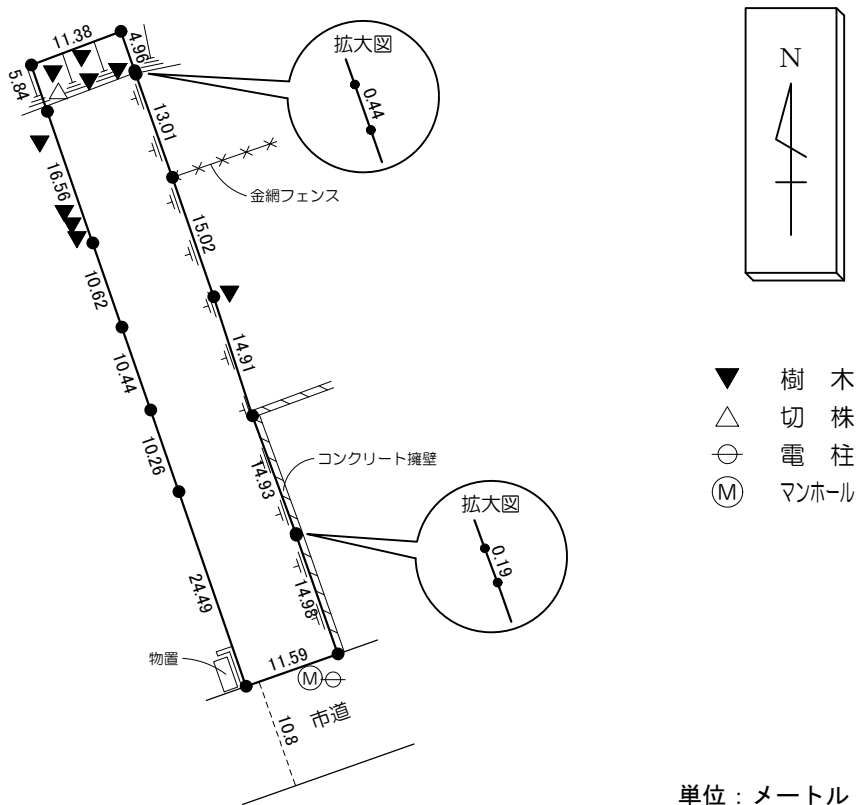 11.38
4.96
5.84
拡大図
0.44
N
13.01
16.56
金網フェンス
15.02
10.62
14.91
10.44
樹 木
切 株
電 柱
M マンホール
10.26
コンクリート擁壁
14.93
拡大図
0.19
24.49
14.98
物置
11.59
M
10.8
市道
単位：メートル